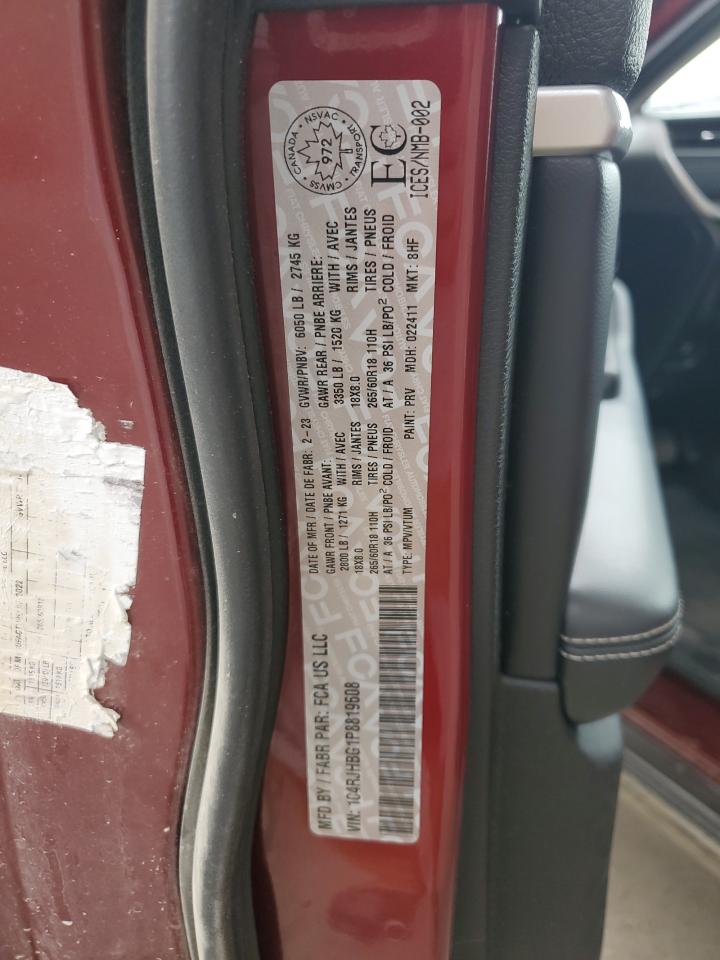 MFD BY / FABR PAR: FCA US LLC
DATE OF MFR / DATE DE FABR: 2-23 GVWR/PNBV: 6050 LB / 2745 KG
GAWR FRONT / PNBE AVANT: GAWR REAR / PNBE ARRIERE:
2800 LB / 1271 KG WITH / AVEC 3350 LB / 1520 KG WITH / AVEC
18X8.0 RIMS / JANTES 18X8.0 RIMS / JANTES
265/60R18 110H TIRES / PNEUS 265/60R18 110H TIRES / PNEUS
AT / A 36 PSI LB/PO² COLD / FROID AT / A 36 PSI LB/PO² COLD / FROID
VIN: 1C4RJHBG1P8819608
TYPE: MPV/VTUM PAINT: PRV MDH: 022411 MKT: 8HF
CANADA • NSVAC • TRANSPORT • CMVSS
972
EC
ICES/NMB-002
2022